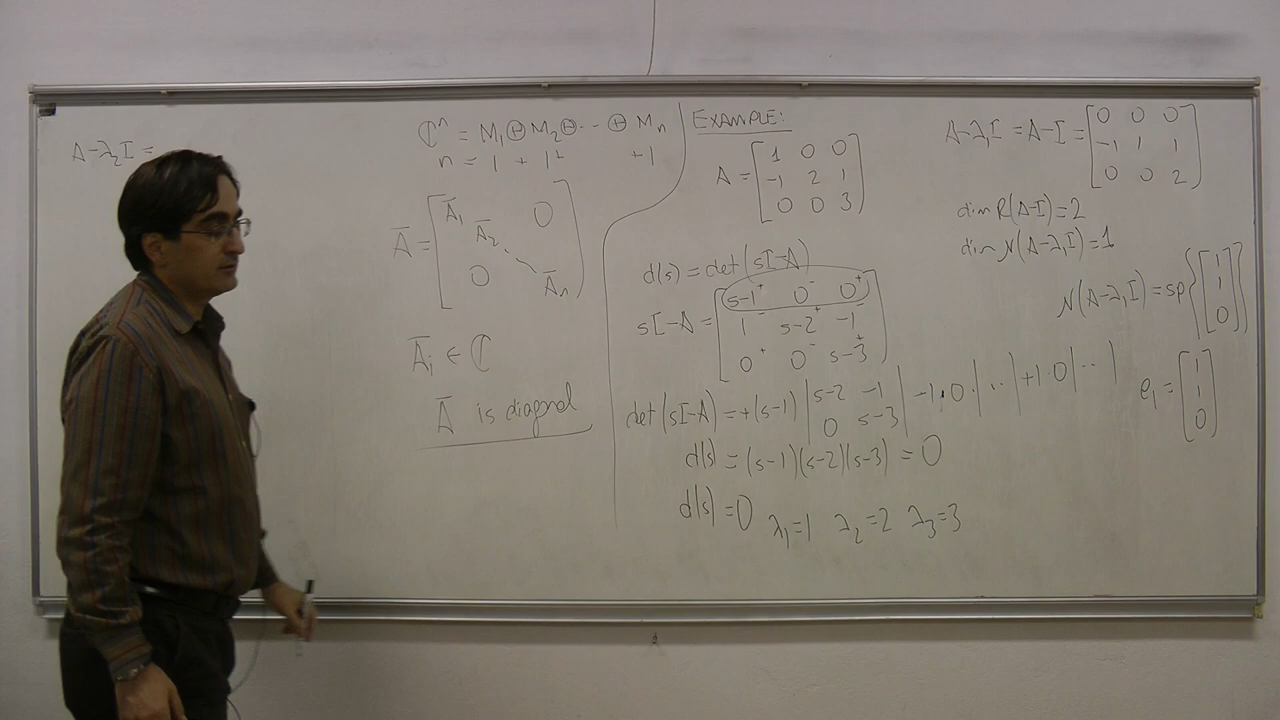 A-λ₂I =
ℂⁿ = M₁ ⊕ M₂ ⊕ ... ⊕ Mₙ
n = 1 + 1 + +1
Ā = [Ā₁ 0
Ā₂
0 Āₙ]
Āᵢ ∈ ℂ
Ā is diagonal
EXAMPLE:
A = [1 0 0
-1 2 1
0 0 3]
d(s) = det(sI-A)
sI-A = [s-1⁺ 0⁻ 0⁺
1⁻ s-2⁺ -1⁻
0⁺ 0⁻ s-3⁺]
det(sI-A) = +(s-1) |s-2 -1
0 s-3| -1.0.|..| +1.0|..|
d(s) = (s-1)(s-2)(s-3) = 0
d(s) = 0 λ₁=1 λ₂=2 λ₃=3
A-λ₁I = A-I = [0 0 0
-1 1 1
0 0 2]
dim R(A-I) = 2
dim N(A-λ₁I) = 1
N(A-λ₁I) = sp{[1
1
0]}
e₁ = [1
1
0]